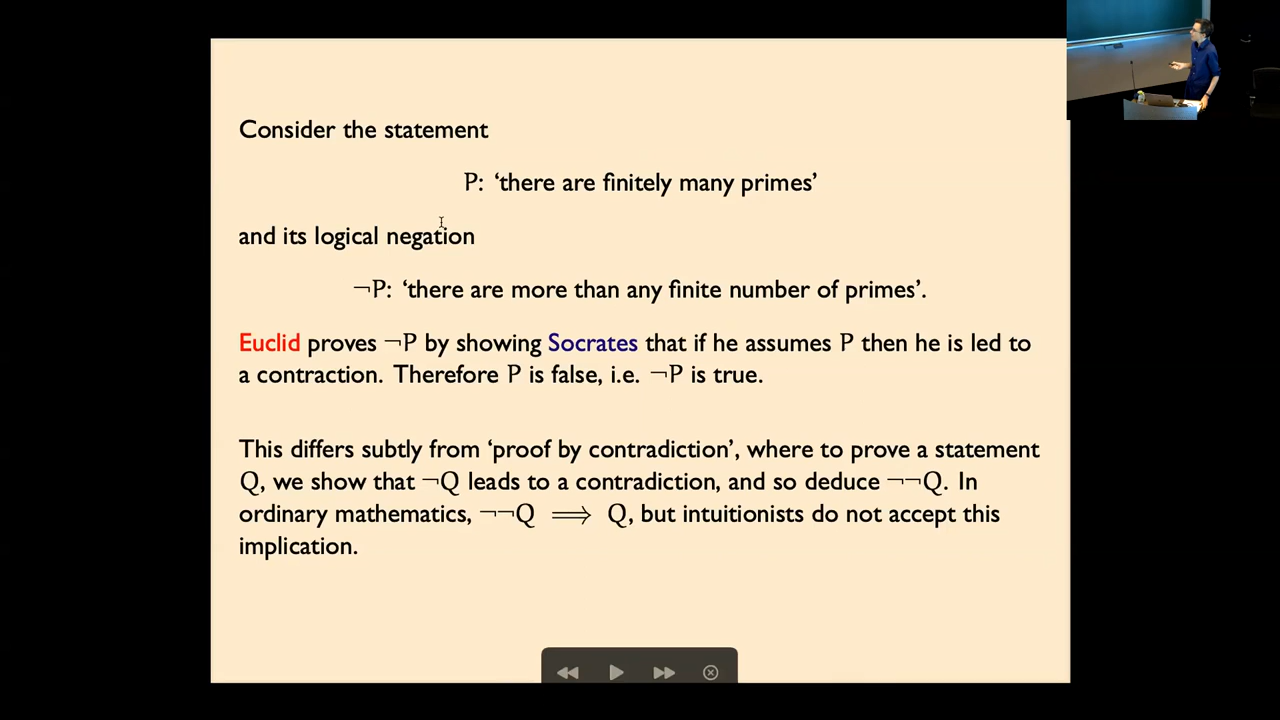 Consider the statement
P: ‘there are finitely many primes’
and its logical negation
¬P: ‘there are more than any finite number of primes’.
Euclid proves ¬P by showing Socrates that if he assumes P then he is led to
a contraction. Therefore P is false, i.e. ¬P is true.
This differs subtly from ‘proof by contradiction’, where to prove a statement
Q, we show that ¬Q leads to a contradiction, and so deduce ¬¬Q. In
ordinary mathematics, ¬¬Q ⟹ Q, but intuitionists do not accept this
implication.